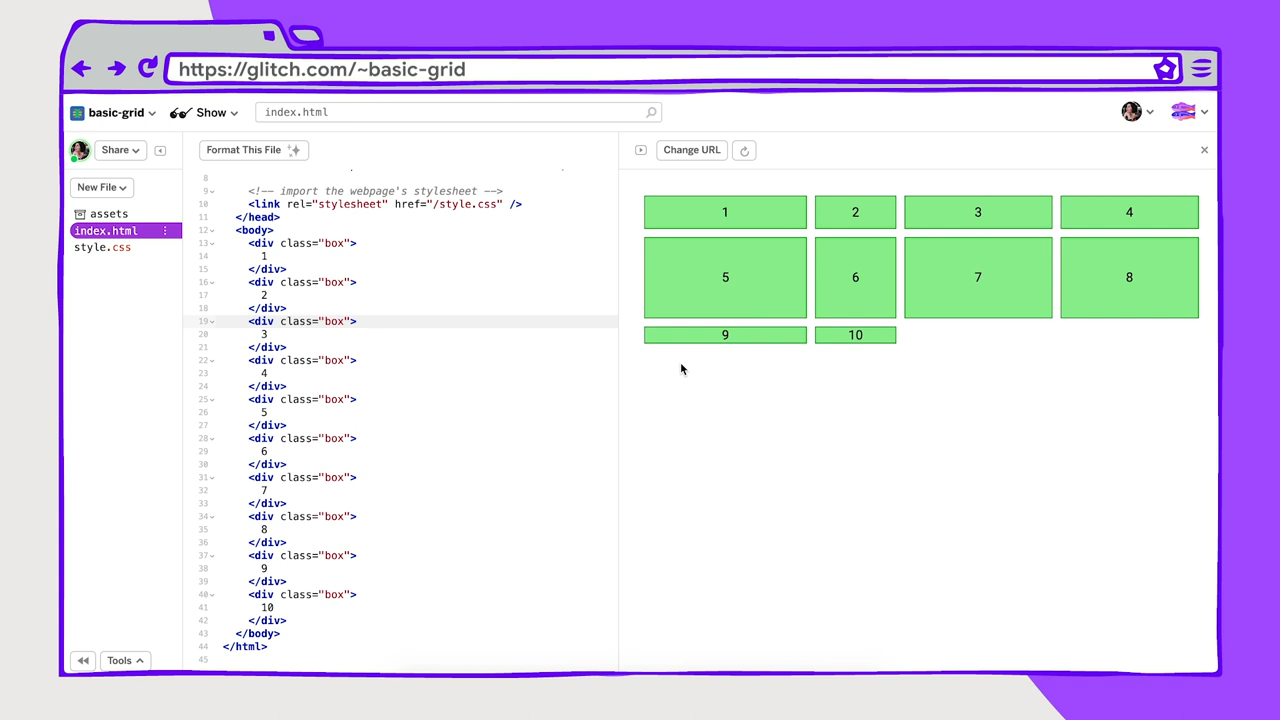 https://glitch.com/~basic-grid
basic-grid Show index.html
Share Format This File Change URL
New File
assets
index.html
style.css
8
9 <!-- import the webpage's stylesheet -->
10 <link rel="stylesheet" href="/style.css" />
11 </head>
12 <body>
13 <div class="box">
14 1
15 </div>
16 <div class="box">
17 2
18 </div>
19 <div class="box">
20 3
21 </div>
22 <div class="box">
23 4
24 </div>
25 <div class="box">
26 5
27 </div>
28 <div class="box">
29 6
30 </div>
31 <div class="box">
32 7
33 </div>
34 <div class="box">
35 8
36 </div>
37 <div class="box">
38 9
39 </div>
40 <div class="box">
41 10
42 </div>
43 </body>
44 </html>
45
1 2 3 4
5 6 7 8
9 10
Tools